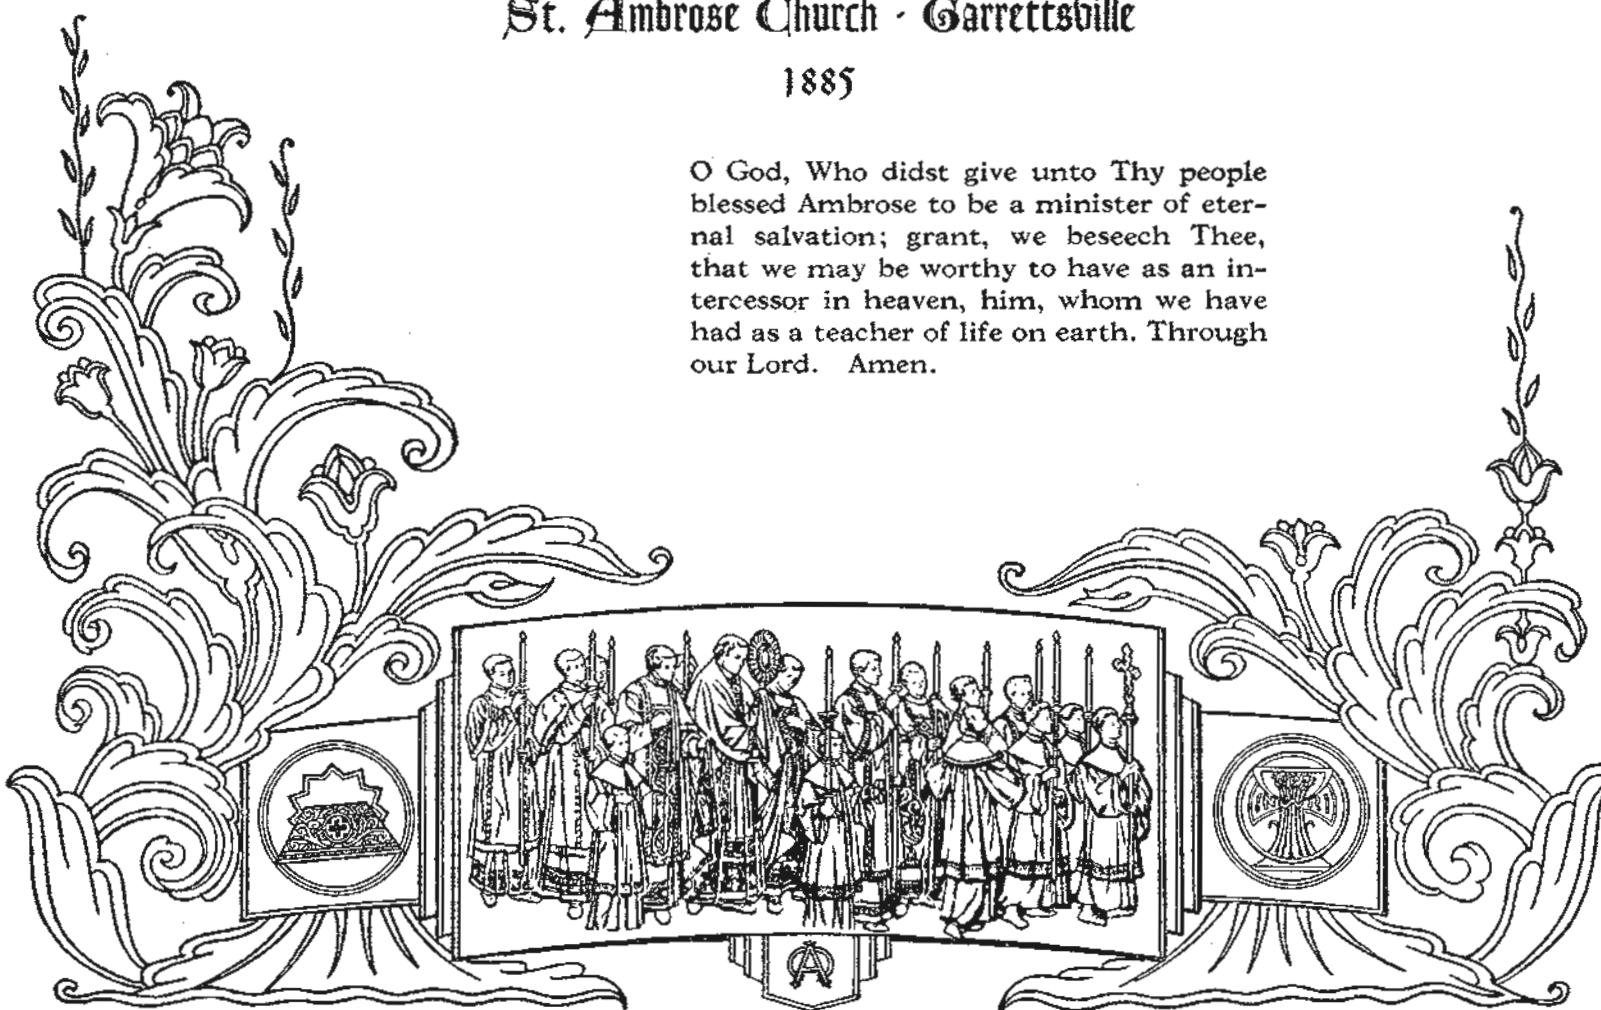 St. Ambrose Church · Garrettsville
1885
O God, Who didst give unto Thy people
blessed Ambrose to be a minister of eter-
nal salvation; grant, we beseech Thee,
that we may be worthy to have as an in-
tercessor in heaven, him, whom we have
had as a teacher of life on earth. Through
our Lord. Amen.